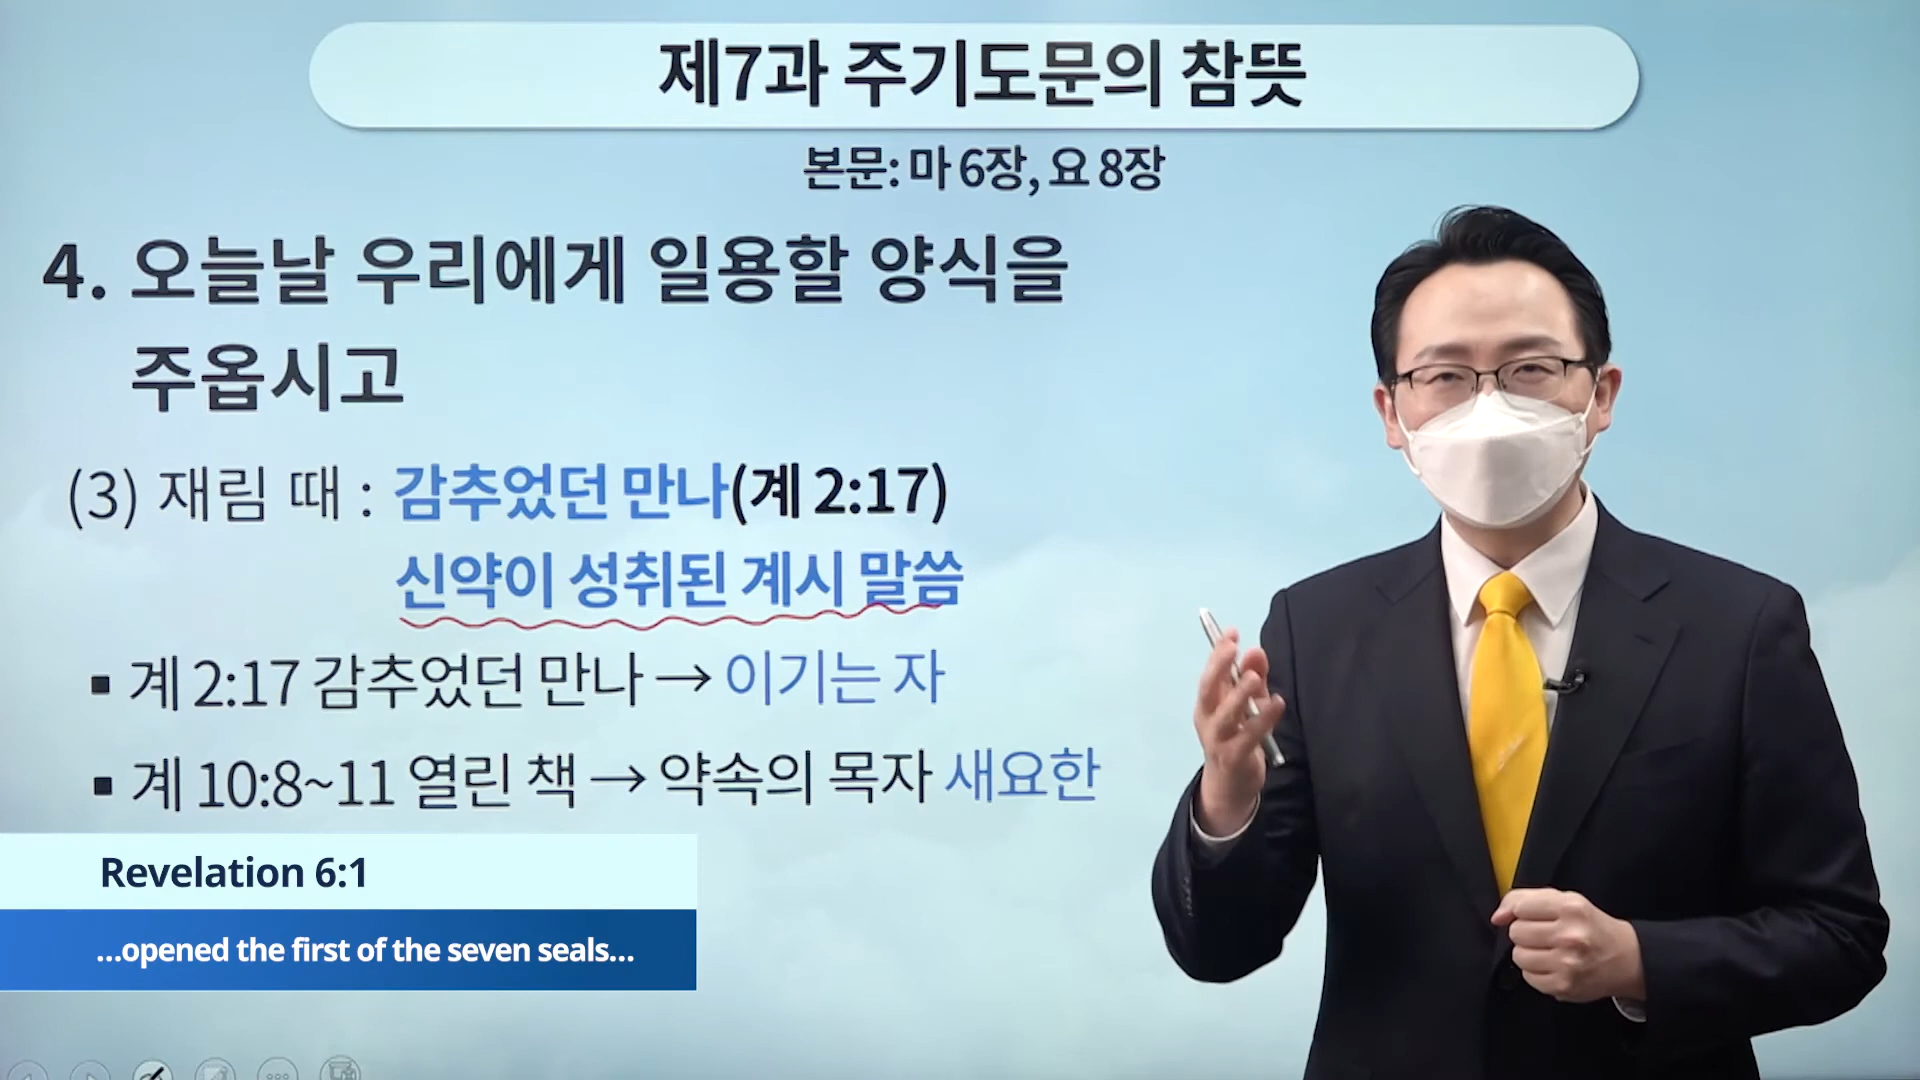 제7과 주기도문의 참뜻
본문: 마 6장, 요 8장
4. 오늘날 우리에게 일용할 양식을
주옵시고
(3) 재림 때 : 감추었던 만나(계 2:17)
신약이 성취된 계시 말씀
▪ 계 2:17 감추었던 만나 → 이기는 자
▪ 계 10:8~11 열린 책 → 약속의 목자 새요한
Revelation 6:1
...opened the first of the seven seals...